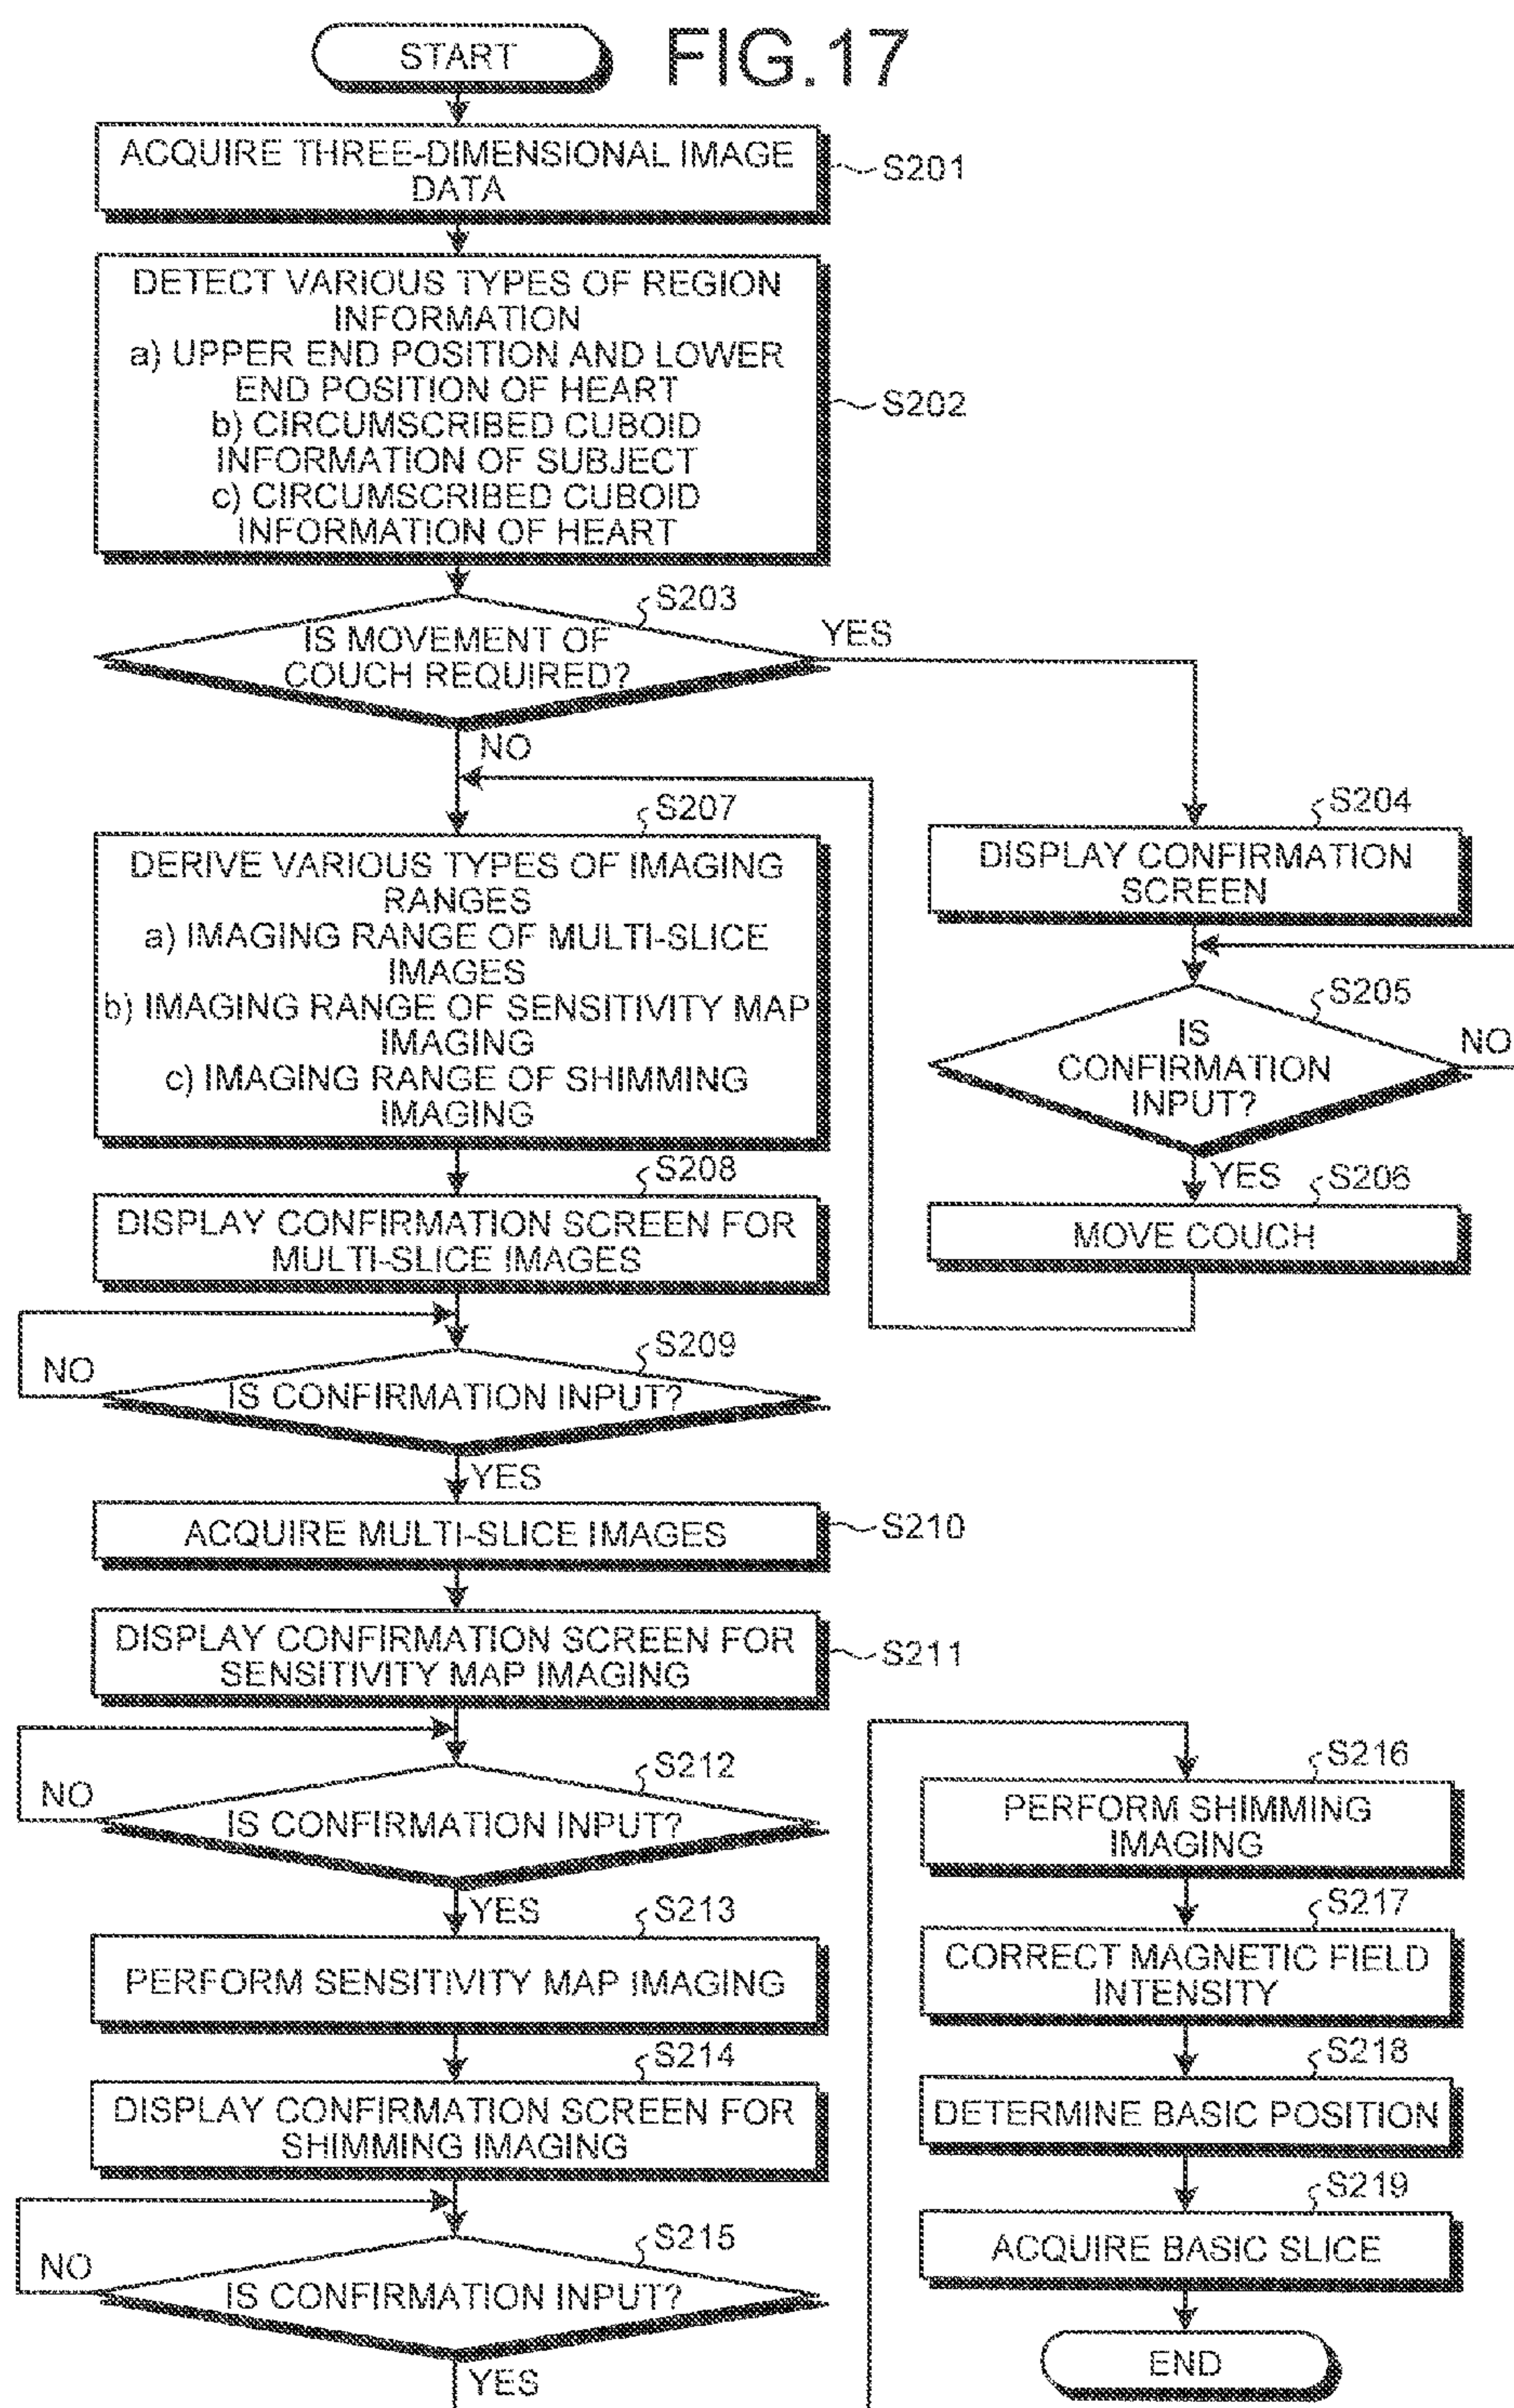 START
FIG.17
ACQUIRE THREE-DIMENSIONAL IMAGE
DATA
S201
DETECT VARIOUS TYPES OF REGION
INFORMATION
a) UPPER END POSITION AND LOWER
END POSITION OF HEART
b) CIRCUMSCRIBED CUBOID
INFORMATION OF SUBJECT
c) CIRCUMSCRIBED CUBOID
INFORMATION OF HEART
S202
S203
IS MOVEMENT OF
COUCH REQUIRED?
YES
NO
S204
DISPLAY CONFIRMATION
SCREEN
S205
IS
CONFIRMATION
INPUT?
NO
YES
S206
MOVE COUCH
S207
DERIVE VARIOUS TYPES OF IMAGING
RANGES
a) IMAGING RANGE OF MULTI-SLICE
IMAGES
b) IMAGING RANGE OF SENSITIVITY MAP
IMAGING
c) IMAGING RANGE OF SHIMMING
IMAGING
S208
DISPLAY CONFIRMATION SCREEN FOR
MULTI-SLICE IMAGES
S209
NO
IS CONFIRMATION INPUT?
YES
ACQUIRE MULTI-SLICE IMAGES
S210
DISPLAY CONFIRMATION SCREEN FOR
SENSITIVITY MAP IMAGING
S211
S212
NO
IS CONFIRMATION INPUT?
YES
S213
PERFORM SENSITIVITY MAP IMAGING
S214
DISPLAY CONFIRMATION SCREEN FOR
SHIMMING IMAGING
S215
NO
IS CONFIRMATION INPUT?
YES
S216
PERFORM SHIMMING
IMAGING
S217
CORRECT MAGNETIC FIELD
INTENSITY
S218
DETERMINE BASIC POSITION
S219
ACQUIRE BASIC SLICE
END